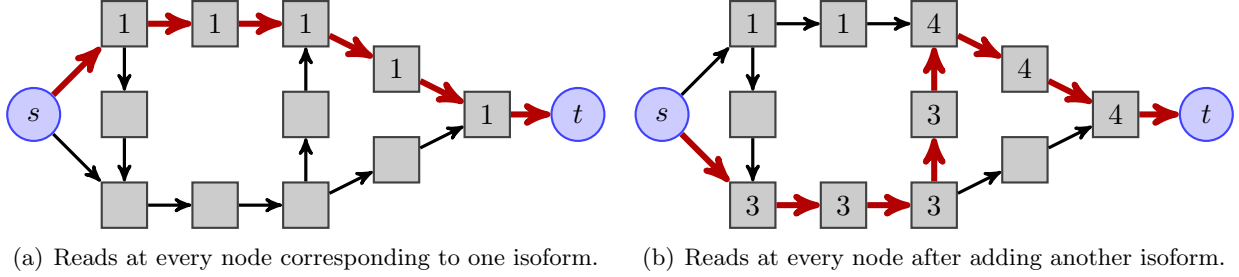 1 1 1
1
s 1 t
(a) Reads at every node corresponding to one isoform.
1 1 4
4
s 3 4 t
3 3 3
(b) Reads at every node after adding another isoform.